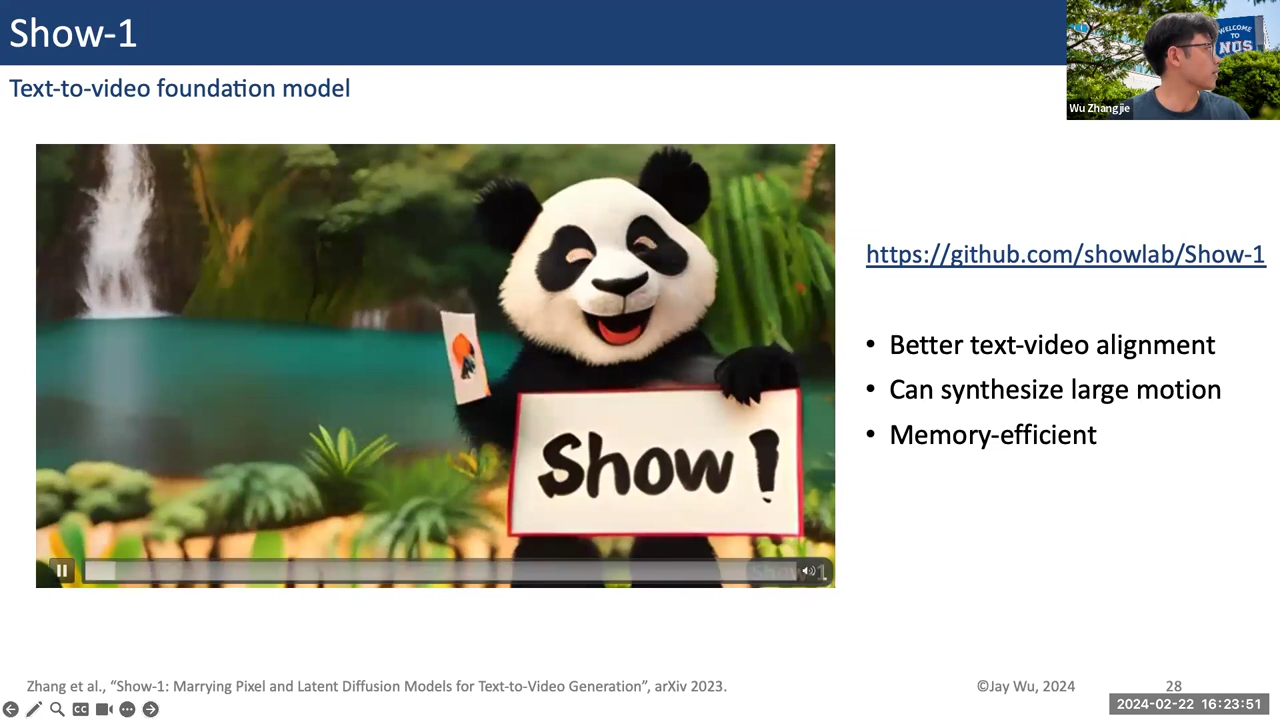 Show-1
WELCOME
TO
NUS
Wu Zhangjie
Text-to-video foundation model
https://github.com/showlab/Show-1
• Better text-video alignment
• Can synthesize large motion
• Memory-efficient
Show!
Show-1
Zhang et al., “Show-1: Marrying Pixel and Latent Diffusion Models for Text-to-Video Generation”, arXiv 2023.
©Jay Wu, 2024
28
CC
2024-02-22 16:23:51